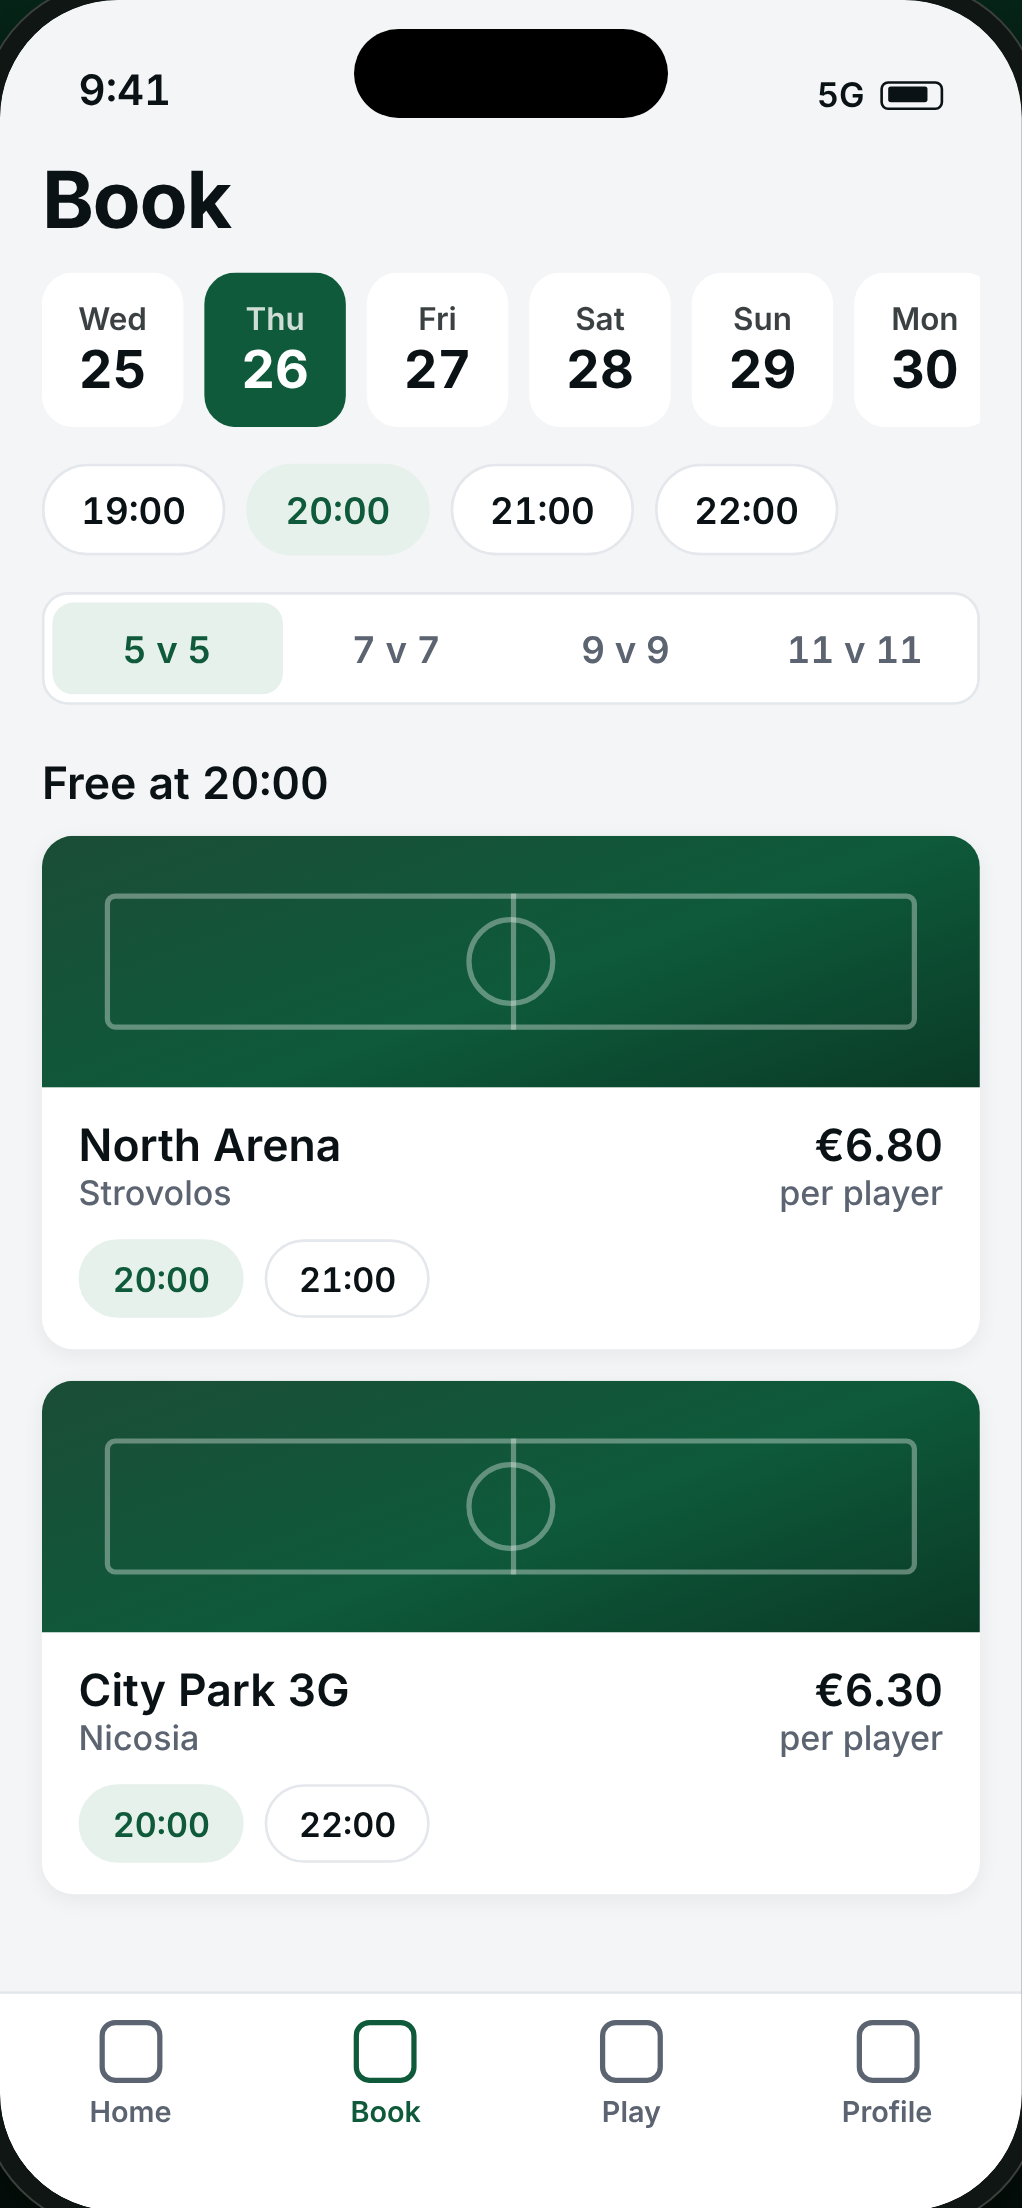 9:41
5G
Book
Wed Thu Fri Sat Sun Mon
25 26 27 28 29 30
19:00 20:00 21:00 22:00
5 v 5 7 v 7 9 v 9 11 v 11
Free at 20:00
North Arena €6.80
Strovolos per player
20:00 21:00
City Park 3G €6.30
Nicosia per player
20:00 22:00
Home Book Play Profile